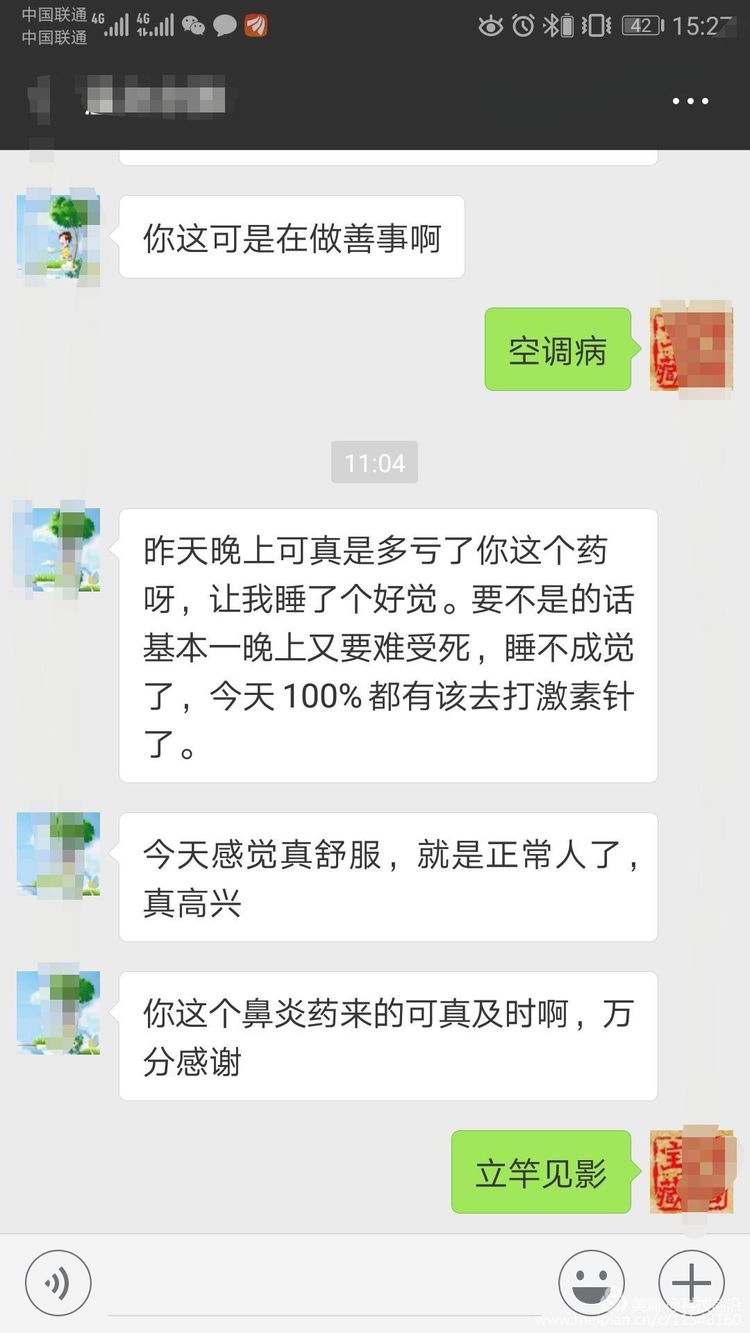 中国联通 4G 4G 42 15:27
中国联通
你这可是在做善事啊
空调病
11:04
昨天晚上可真是多亏了你这个药
呀，让我睡了个好觉。要不是的话
基本一晚上又要难受死，睡不成觉
了，今天100%都有该去打激素针
了。
今天感觉真舒服，就是正常人了，
真高兴
你这个鼻炎药来的可真及时啊，万
分感谢
立竿见影
www.meipian.cn/c/11548160